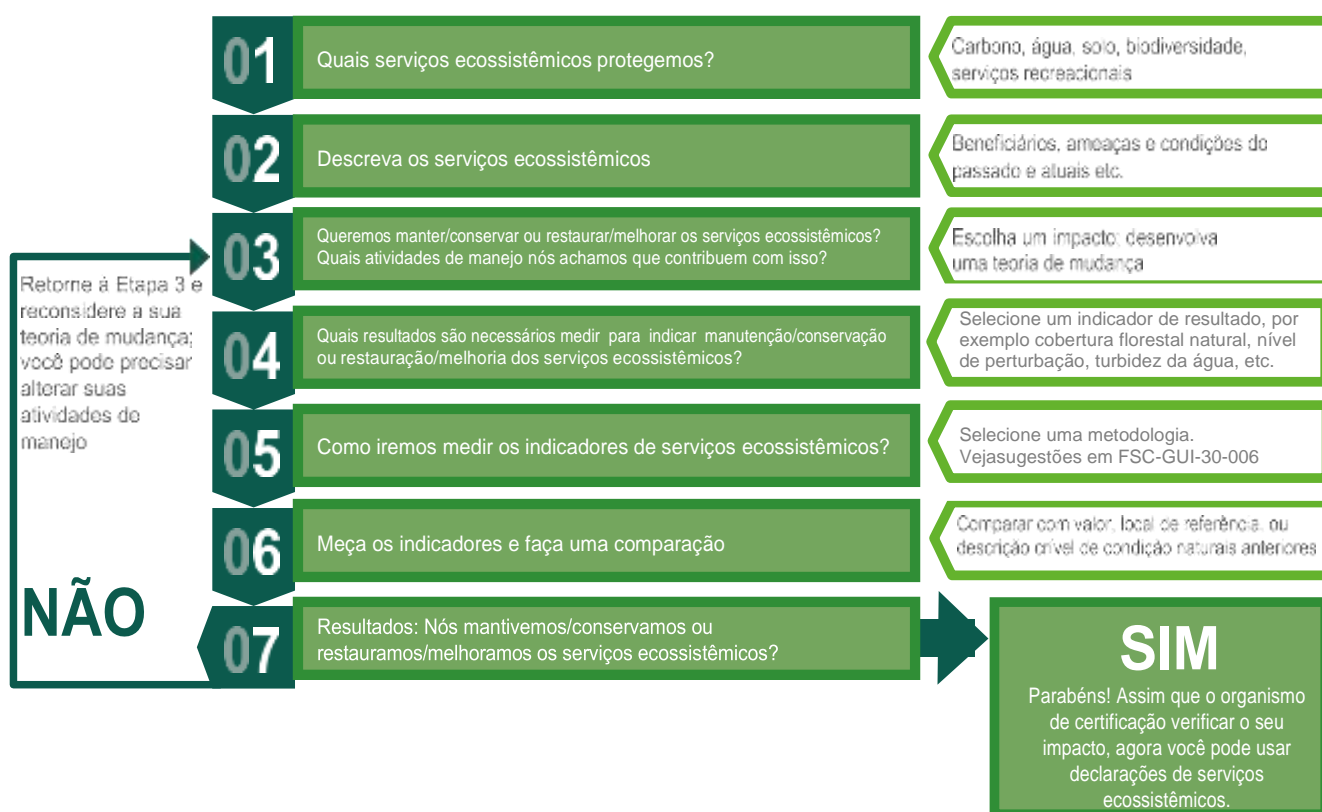 01
Quais serviços ecossistêmicos protegemos?
Carbono, água, solo, biodiversidade,
serviços recreacionais
02
Descreva os serviços ecossistêmicos
Beneficiários, ameaças e condições do
passado e atuais etc.
03
Queremos manter/conservar ou restaurar/melhorar os serviços ecossistêmicos?
Quais atividades de manejo nós achamos que contribuem com isso?
Escolha um impacto; desenvolva
uma teoria de mudança
04
Quais resultados são necessários medir para indicar manutenção/conservação
ou restauração/melhoria dos serviços ecossistêmicos?
Selecione um indicador de resultado, por
exemplo cobertura florestal natural, nível
de perturbação, turbidez da água, etc.
05
Como iremos medir os indicadores de serviços ecossistêmicos?
Selecione uma metodologia.
Vejasugestões em FSC-GUI-30-006
06
Meça os indicadores e faça uma comparação
Comparar com valor, local de referência, ou
descrição crível de condição naturais anteriores
07
Resultados: Nós mantivemos/conservamos ou
restauramos/melhoramos os serviços ecossistêmicos?
NÃO
Retorne à Etapa 3 e
reconsidere a sua
teoria de mudança;
você pode precisar
alterar suas
atividades de
manejo
SIM
Parabéns! Assim que o organismo
de certificação verificar o seu
impacto, agora você pode usar
declarações de serviços
ecossistêmicos.